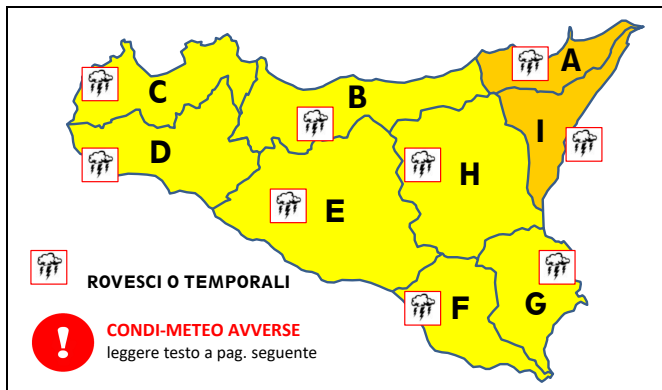 A
C
B
I
D
H
E
F
G
ROVESCI O TEMPORALI
!
CONDI-METEO AVVERSE
leggere testo a pag. seguente